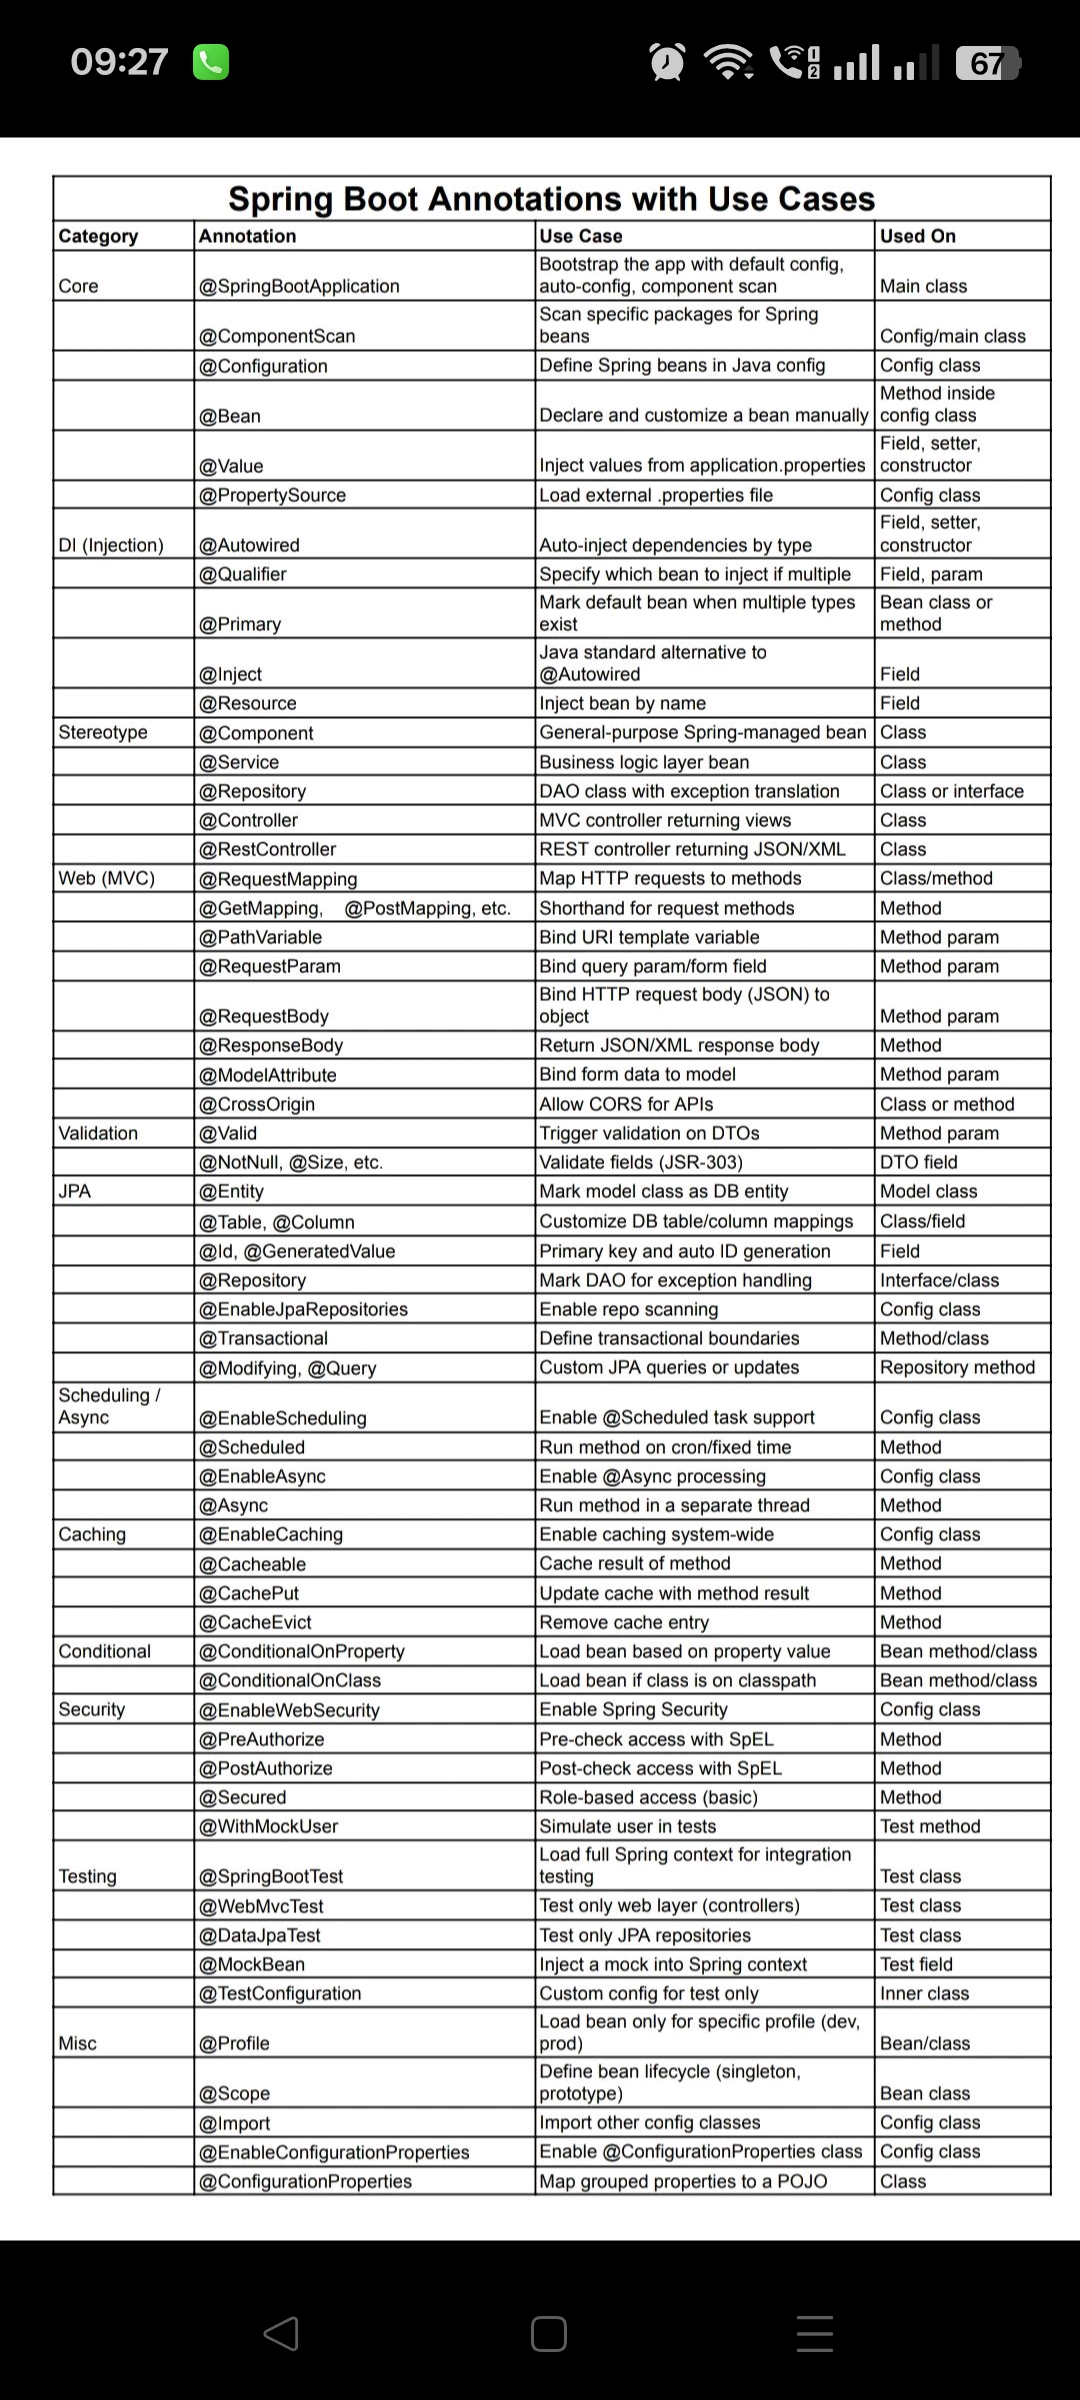 09:27
67
Spring Boot Annotations with Use Cases
Category Annotation Use Case Used On
Core @SpringBootApplication Bootstrap the app with default config, auto-config, component scan Main class
@ComponentScan Scan specific packages for Spring beans Config/main class
@Configuration Define Spring beans in Java config Config class
@Bean Declare and customize a bean manually Method inside config class
@Value Inject values from application.properties Field, setter, constructor
@PropertySource Load external .properties file Config class
DI (Injection) @Autowired Auto-inject dependencies by type Field, setter, constructor
@Qualifier Specify which bean to inject if multiple Field, param
@Primary Mark default bean when multiple types exist Bean class or method
@Inject Java standard alternative to @Autowired Field
@Resource Inject bean by name Field
Stereotype @Component General-purpose Spring-managed bean Class
@Service Business logic layer bean Class
@Repository DAO class with exception translation Class or interface
@Controller MVC controller returning views Class
@RestController REST controller returning JSON/XML Class
Web (MVC) @RequestMapping Map HTTP requests to methods Class/method
@GetMapping, @PostMapping, etc. Shorthand for request methods Method
@PathVariable Bind URI template variable Method param
@RequestParam Bind query param/form field Method param
@RequestBody Bind HTTP request body (JSON) to object Method param
@ResponseBody Return JSON/XML response body Method
@ModelAttribute Bind form data to model Method param
@CrossOrigin Allow CORS for APIs Class or method
Validation @Valid Trigger validation on DTOs Method param
@NotNull, @Size, etc. Validate fields (JSR-303) DTO field
JPA @Entity Mark model class as DB entity Model class
@Table, @Column Customize DB table/column mappings Class/field
@Id, @GeneratedValue Primary key and auto ID generation Field
@Repository Mark DAO for exception handling Interface/class
@EnableJpaRepositories Enable repo scanning Config class
@Transactional Define transactional boundaries Method/class
@Modifying, @Query Custom JPA queries or updates Repository method
Scheduling / Async @EnableScheduling Enable @Scheduled task support Config class
@Scheduled Run method on cron/fixed time Method
@EnableAsync Enable @Async processing Config class
@Async Run method in a separate thread Method
Caching @EnableCaching Enable caching system-wide Config class
@Cacheable Cache result of method Method
@CachePut Update cache with method result Method
@CacheEvict Remove cache entry Method
Conditional @ConditionalOnProperty Load bean based on property value Bean method/class
@ConditionalOnClass Load bean if class is on classpath Bean method/class
Security @EnableWebSecurity Enable Spring Security Config class
@PreAuthorize Pre-check access with SpEL Method
@PostAuthorize Post-check access with SpEL Method
@Secured Role-based access (basic) Method
@WithMockUser Simulate user in tests Test method
Testing @SpringBootTest Load full Spring context for integration testing Test class
@WebMvcTest Test only web layer (controllers) Test class
@DataJpaTest Test only JPA repositories Test class
@MockBean Inject a mock into Spring context Test field
@TestConfiguration Custom config for test only Inner class
Misc @Profile Load bean only for specific profile (dev, prod) Bean/class
@Scope Define bean lifecycle (singleton, prototype) Bean class
@Import Import other config classes Config class
@EnableConfigurationProperties Enable @ConfigurationProperties class Config class
@ConfigurationProperties Map grouped properties to a POJO Class